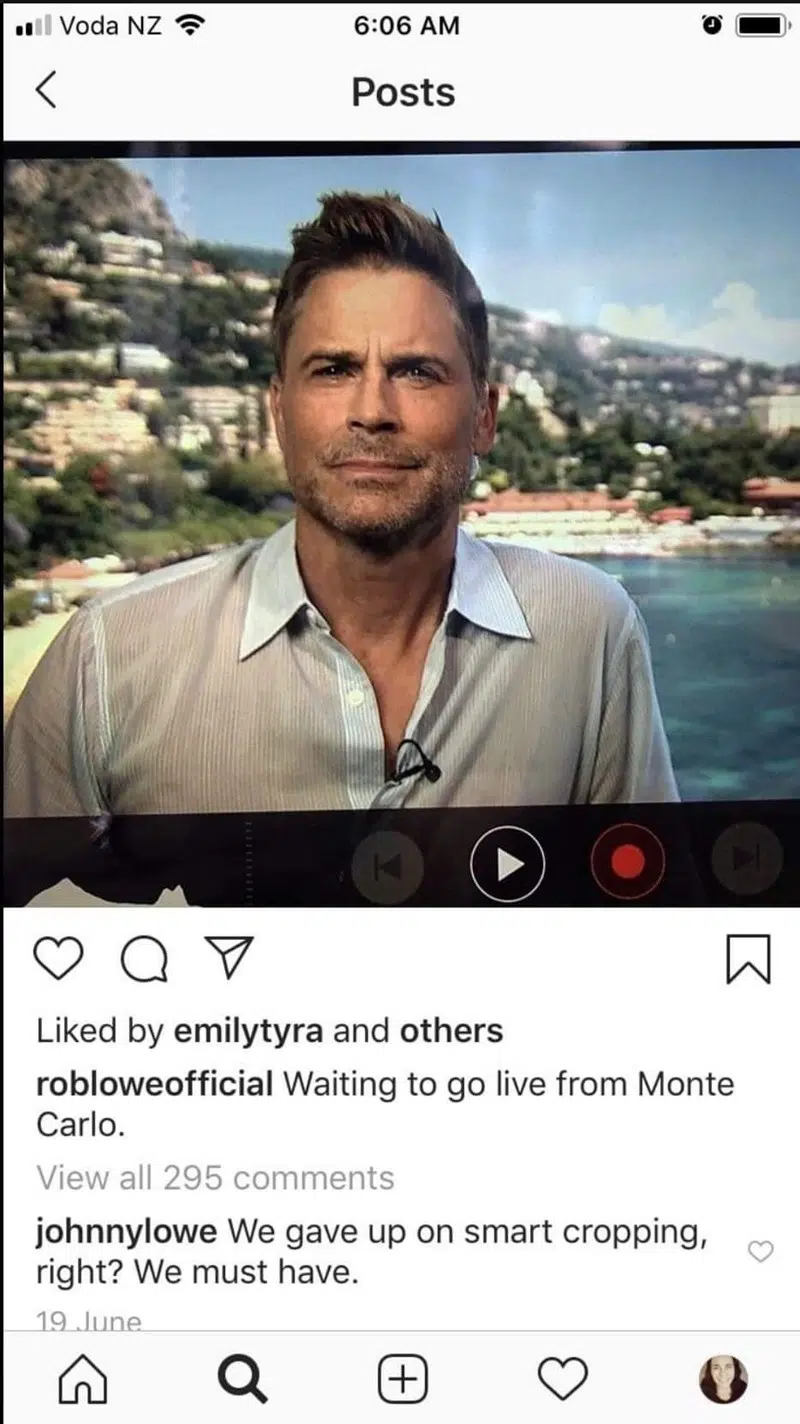 Voda NZ 6:06 AM
Posts
Liked by emilytyra and others
robloweofficial Waiting to go live from Monte
Carlo.
View all 295 comments
johnnylowe We gave up on smart cropping,
right? We must have.
19 June